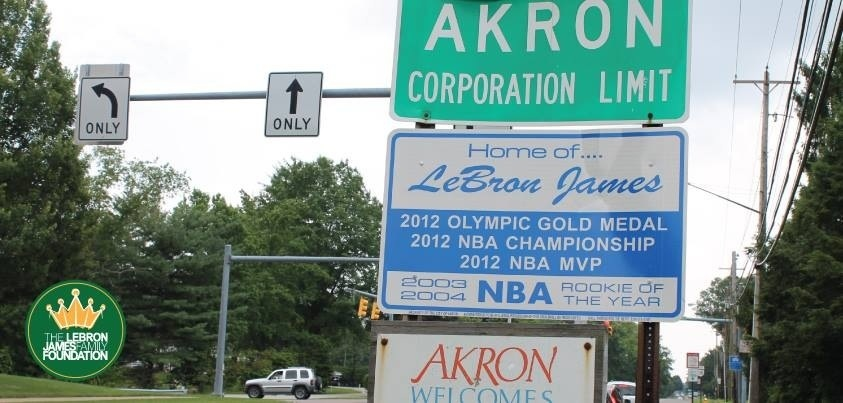 AKRON
CORPORATION LIMIT
ONLY
ONLY
Home of....
LeBron James
2012 OLYMPIC GOLD MEDAL
2012 NBA CHAMPIONSHIP
2012 NBA MVP
2003
2004 NBA ROOKIE OF
THE YEAR
AKRON
WELCOMES
THE LEBRON
JAMES FAMILY
FOUNDATION